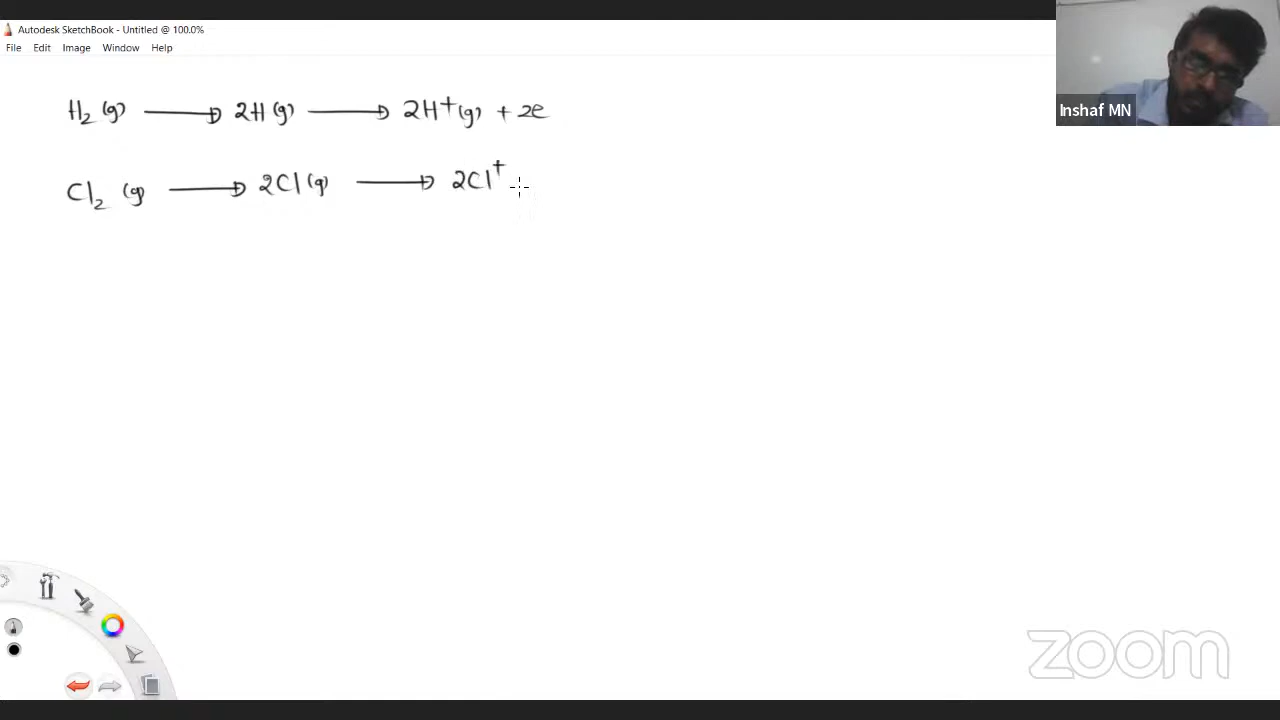 Autodesk SketchBook - Untitled @ 100.0%
File Edit Image Window Help
H₂ (g) → 2H (g) → 2H⁺ (g) + 2e
Cl₂ (g) → 2Cl (g) → 2Cl⁺
Inshaf MN
zoom